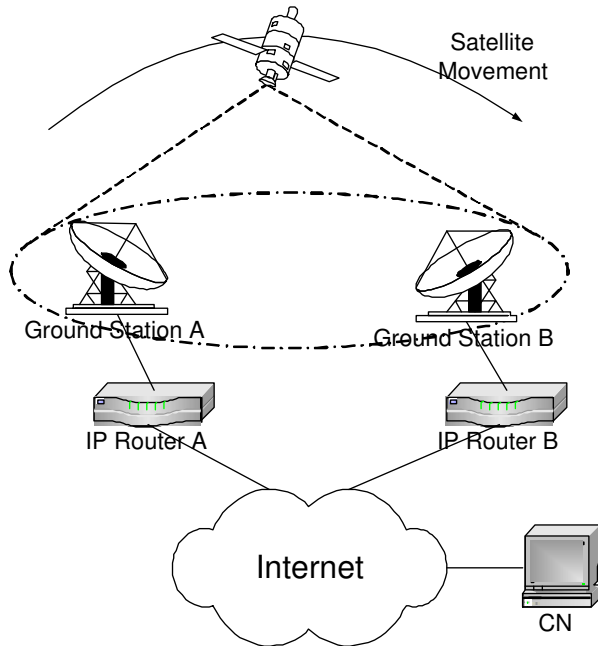 Satellite
Movement
Ground Station A
Ground Station B
IP Router A
IP Router B
Internet
CN